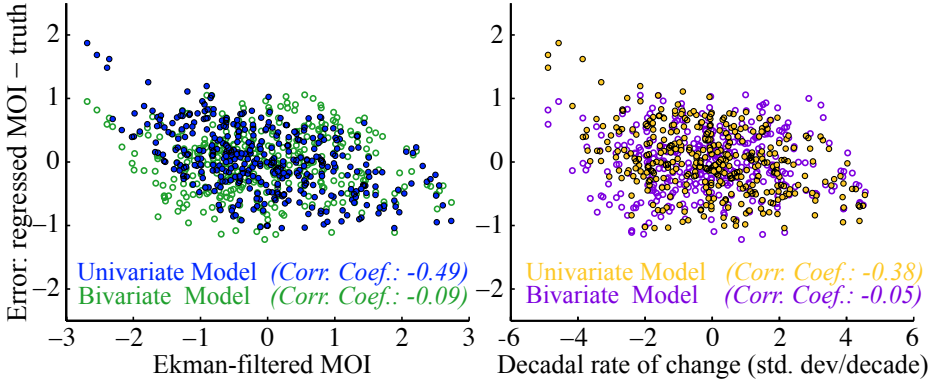 Error: regressed MOI − truth
2
1
0
−1
−2
Univariate Model (Corr. Coef.: -0.49)
Bivariate Model (Corr. Coef.: -0.09)
−3 −2 −1 0 1 2 3
Ekman-filtered MOI
2
1
0
−1
−2
Univariate Model (Corr. Coef.: -0.38)
Bivariate Model (Corr. Coef.: -0.05)
-6 −4 −2 0 2 4 6
Decadal rate of change (std. dev/decade)